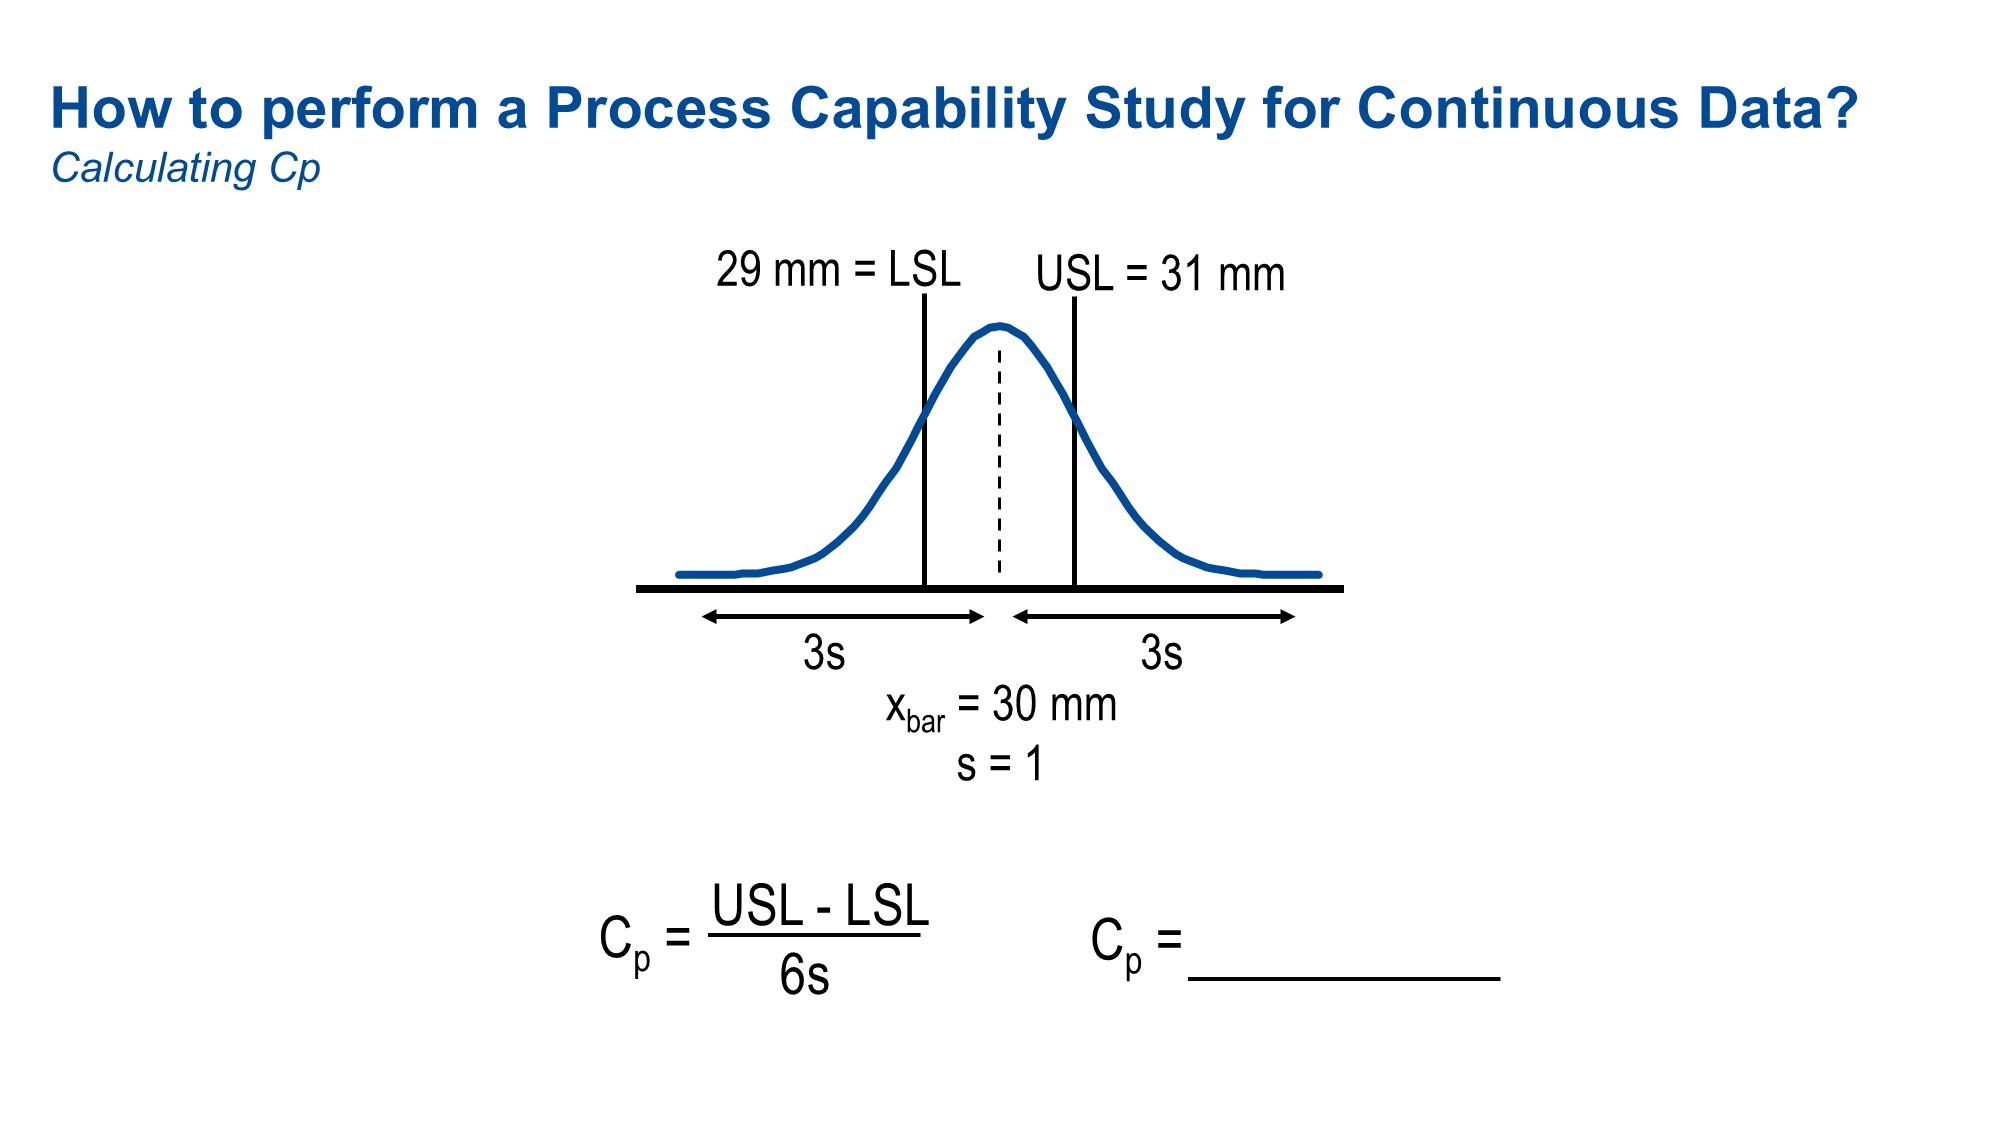 How to perform a Process Capability Study for Continuous Data?
Calculating Cp
29 mm = LSL
USL = 31 mm
3s
3s
xbar = 30 mm
s = 1
Cp = USL - LSL
6s
Cp =